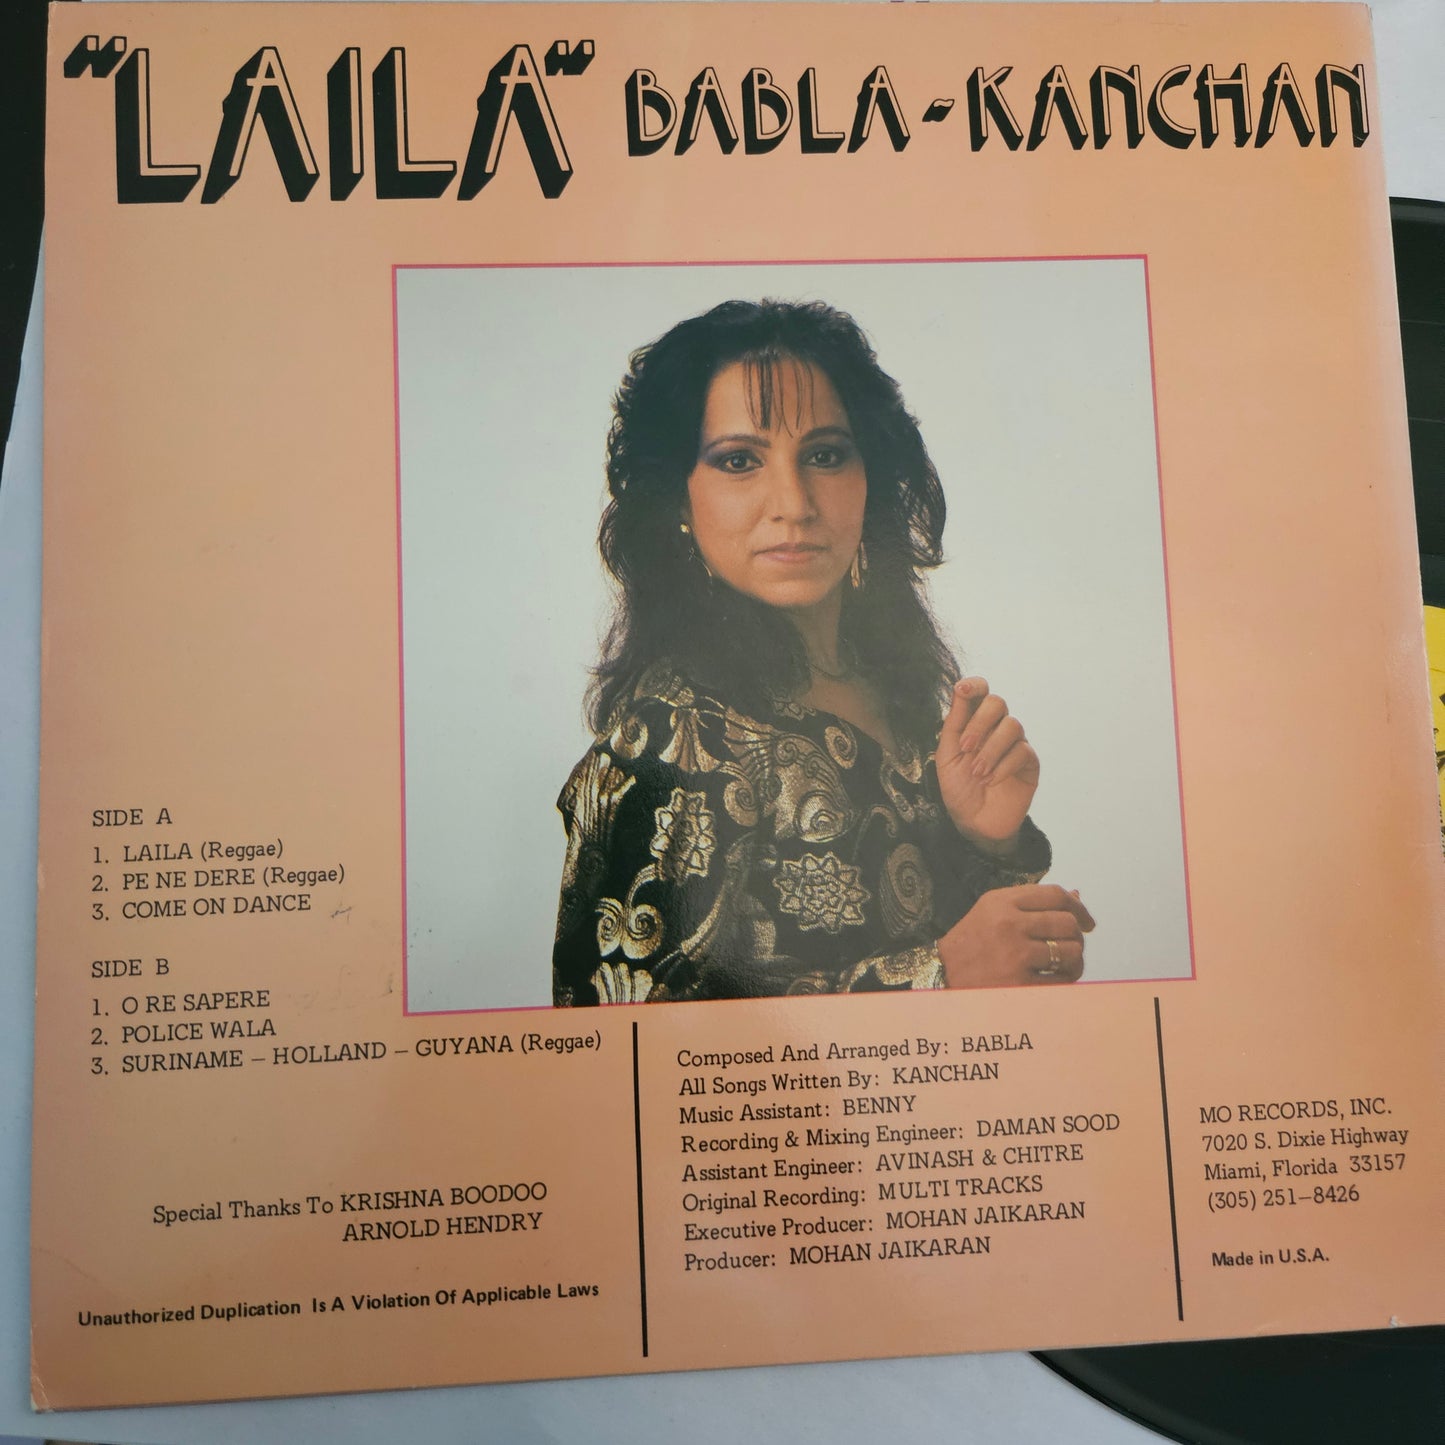 "LAILA" BABLA-KANCHAN
SIDE A
1. LAILA (Reggae)
2. PE NE DERE (Reggae)
3. COME ON DANCE
SIDE B
1. O RE SAPERE
2. POLICE WALA
3. SURINAME – HOLLAND – GUYANA (Reggae)
Special Thanks To KRISHNA BOODOO
ARNOLD HENDRY
Unauthorized Duplication Is A Violation Of Applicable Laws
Composed And Arranged By: BABLA
All Songs Written By: KANCHAN
Music Assistant: BENNY
Recording & Mixing Engineer: DAMAN SOOD
Assistant Engineer: AVINASH & CHITRE
Original Recording: MULTI TRACKS
Executive Producer: MOHAN JAIKARAN
Producer: MOHAN JAIKARAN
MO RECORDS, INC.
7020 S. Dixie Highway
Miami, Florida 33157
(305) 251–8426
Made in U.S.A.